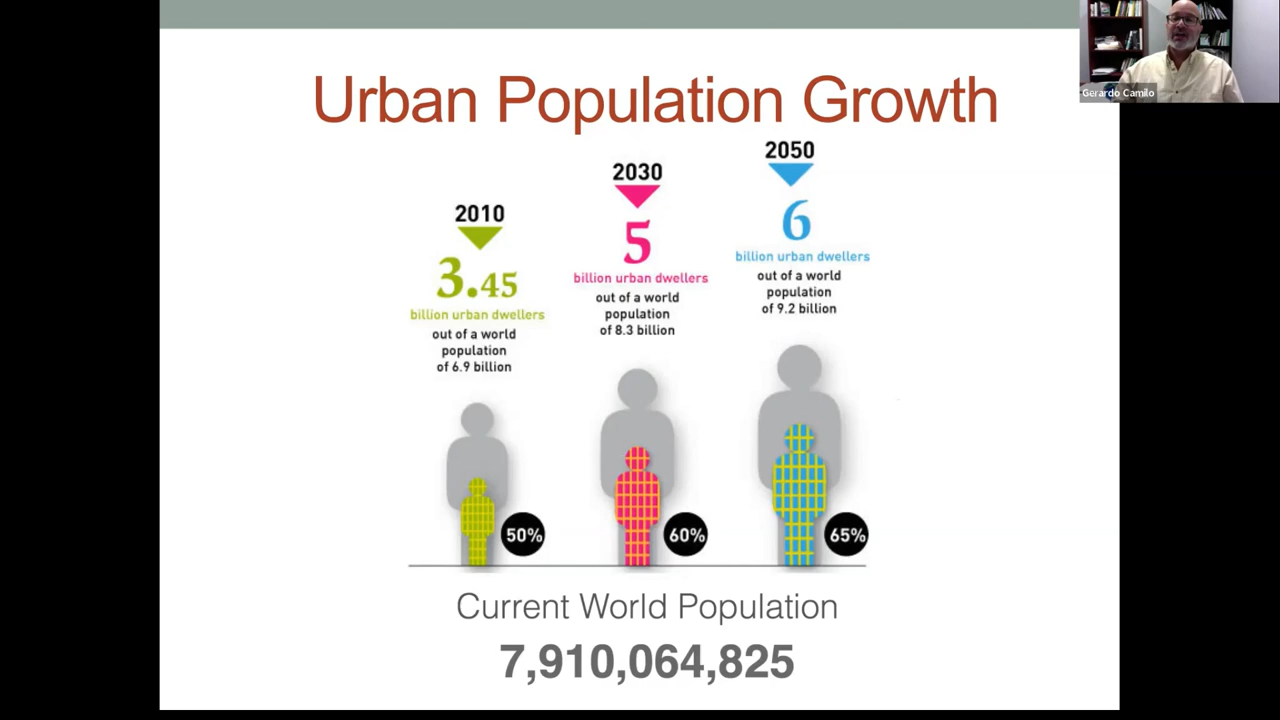 Urban Population Growth
Gerardo Camilo
2010
3.45
billion urban dwellers
out of a world
population
of 6.9 billion
50%
2030
5
billion urban dwellers
out of a world
population
of 8.3 billion
60%
2050
6
billion urban dwellers
out of a world
population
of 9.2 billion
65%
Current World Population
7,910,064,825